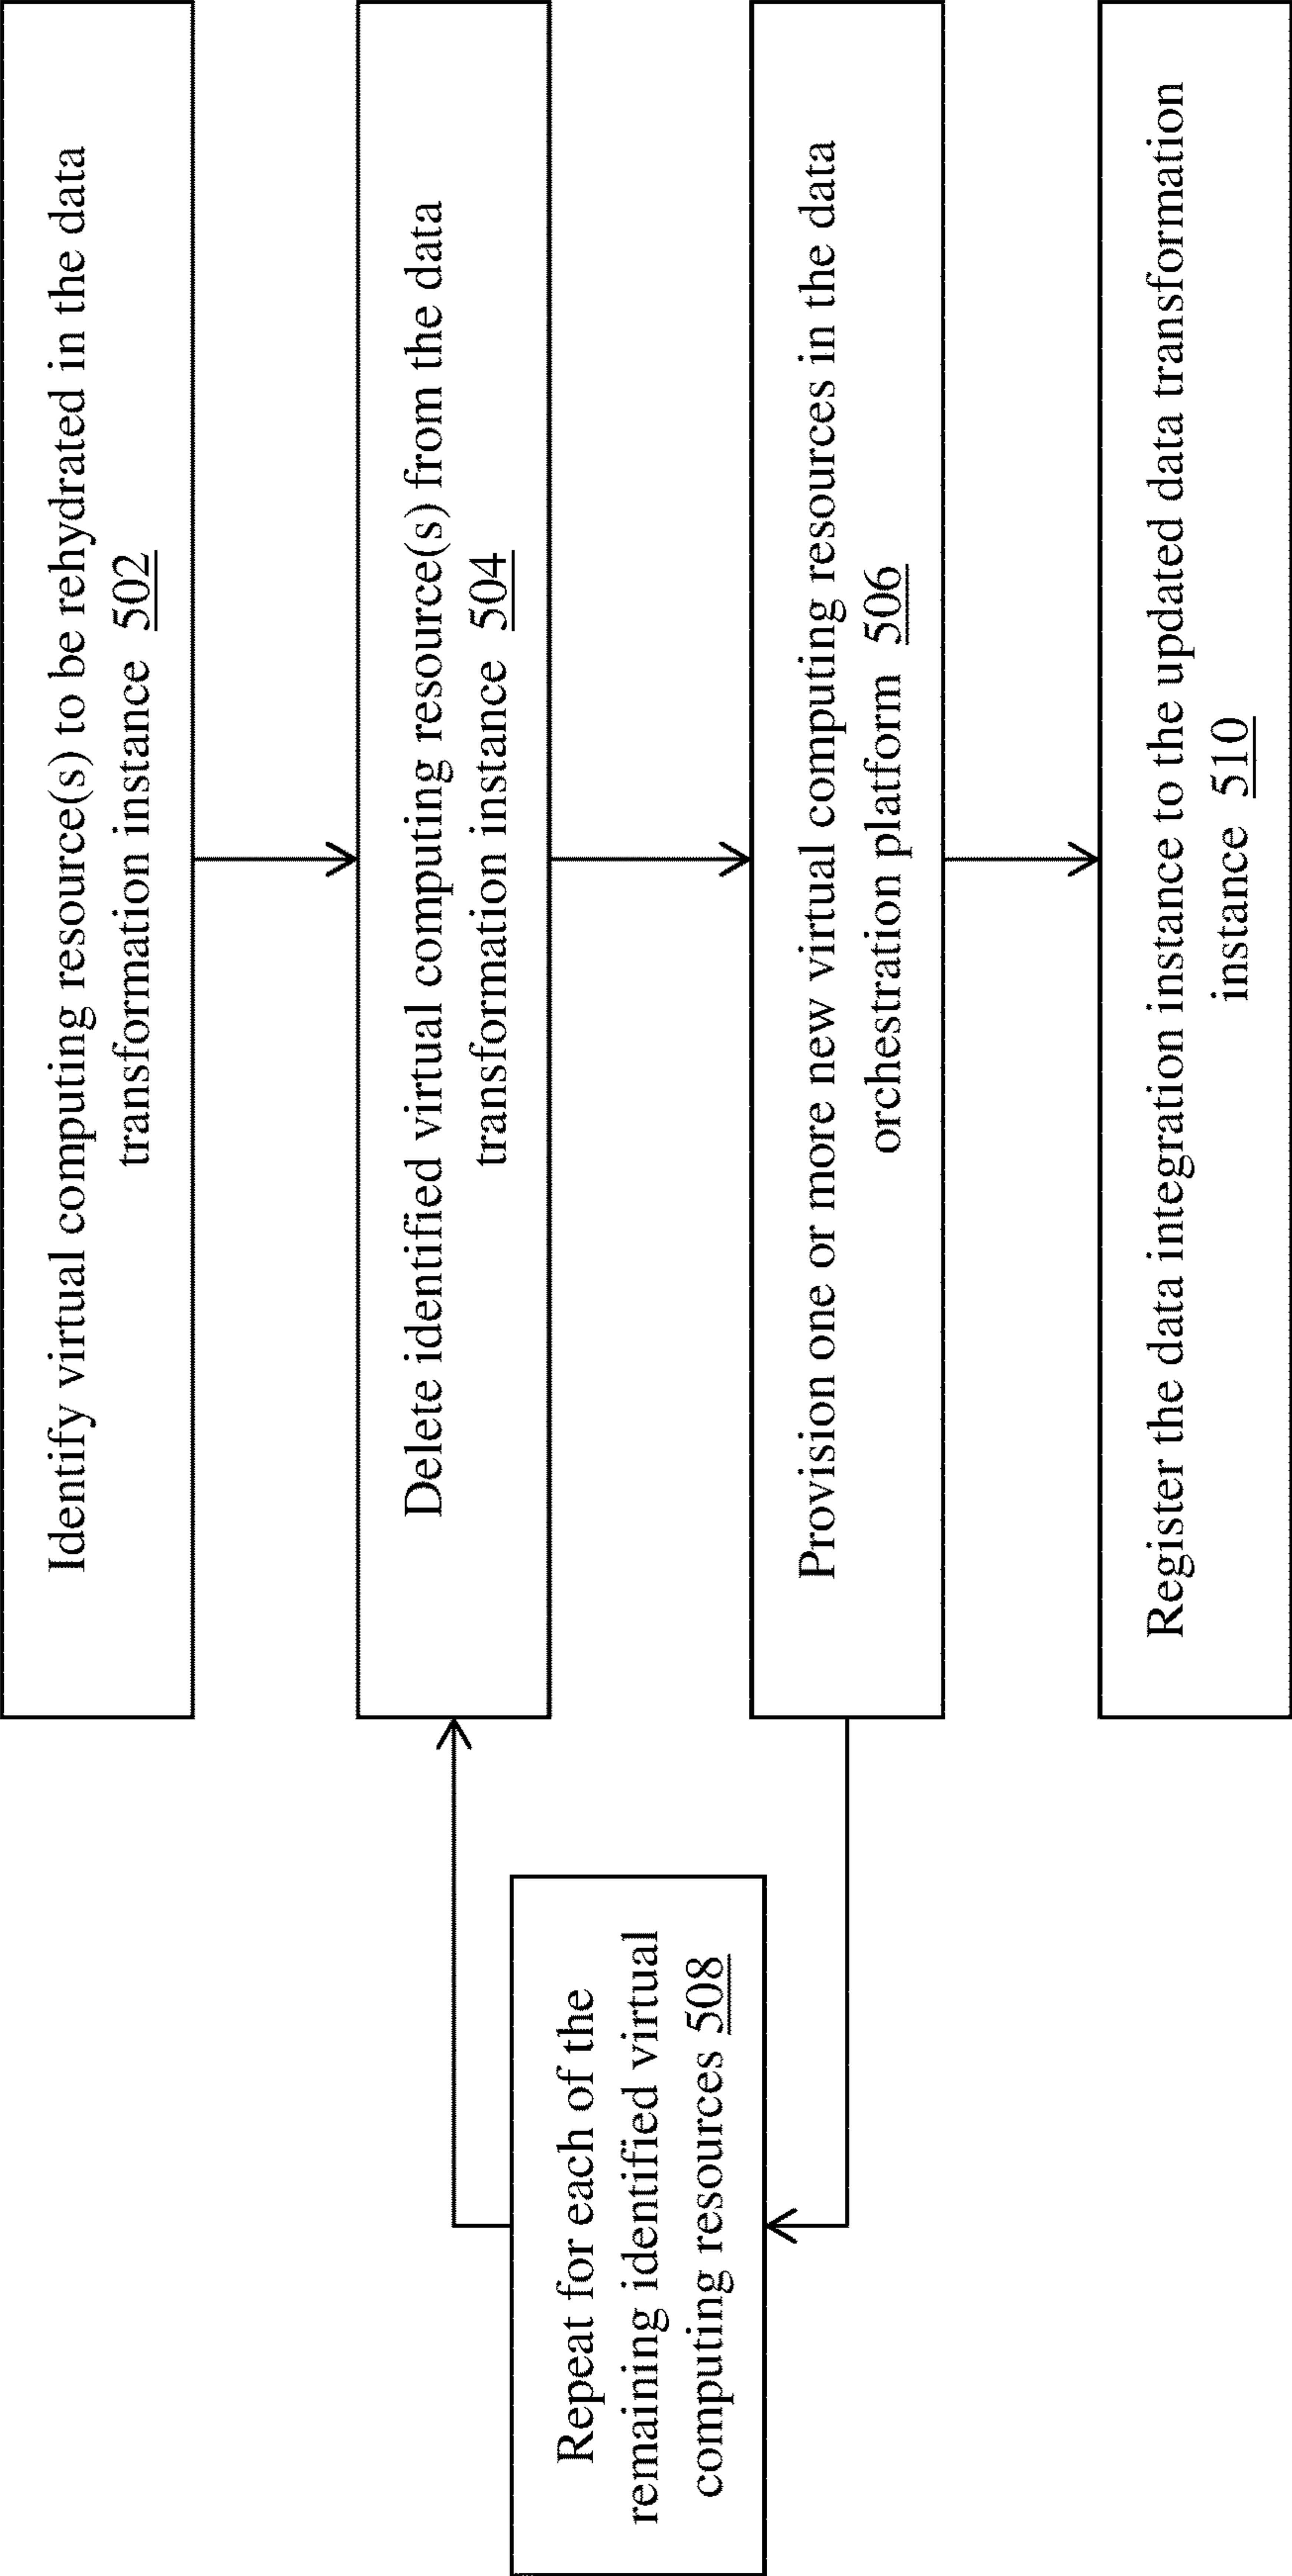 Identify virtual computing resource(s) to be rehydrated in the data
transformation instance 502
Delete identified virtual computing resource(s) from the data
transformation instance 504
Provision one or more new virtual computing resources in the data
orchestration platform 506
Repeat for each of the
remaining identified virtual
computing resources 508
Register the data integration instance to the updated data transformation
instance 510